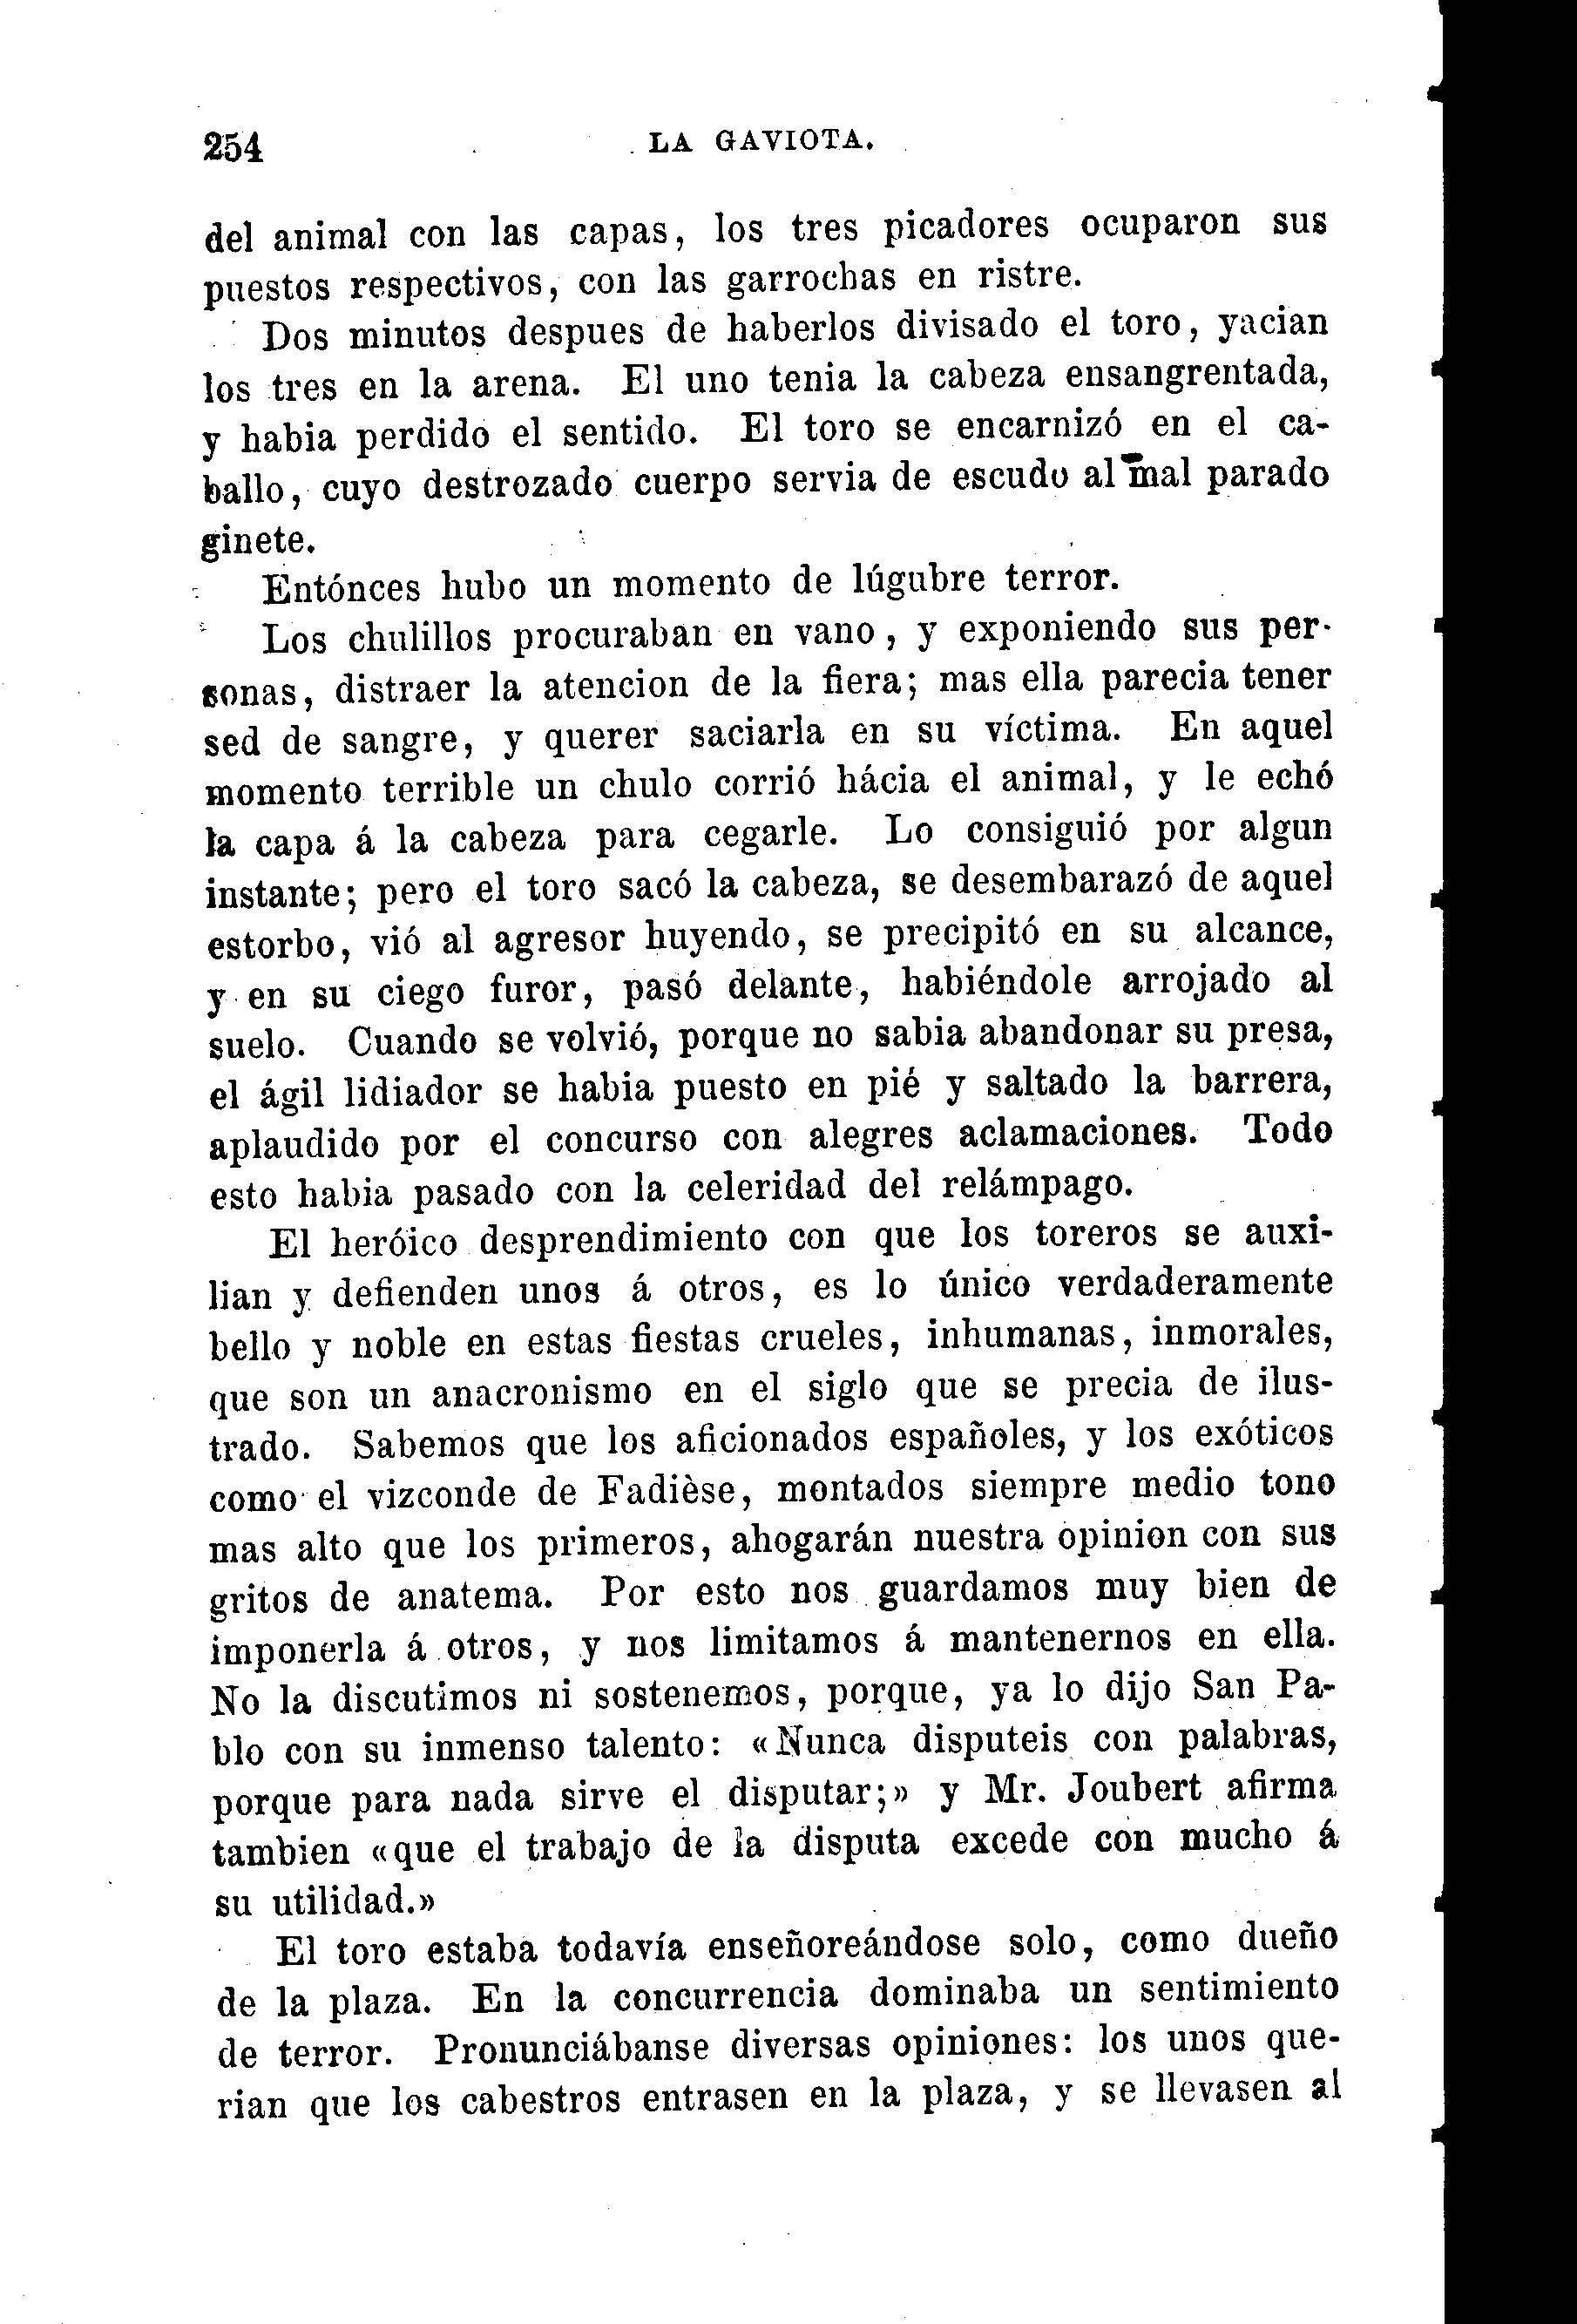 254 LA GAVIOTA.
del animal con las capas, los tres picadores ocuparon sus
puestos respectivos, con las garrochas en ristre.
Dos minutos despues de haberlos divisado el toro, yacian
los tres en la arena. El uno tenia la cabeza ensangrentada,
y habia perdido el sentido. El toro se encarnizó en el ca-
ballo, cuyo destrozado cuerpo servia de escudo al mal parado
ginete.
Entónces hubo un momento de lúgubre terror.
Los chulillos procuraban en vano, y exponiendo sus per-
sonas, distraer la atencion de la fiera; mas ella parecia tener
sed de sangre, y querer saciarla en su víctima. En aquel
momento terrible un chulo corrió hácia el animal, y le echó
la capa á la cabeza para cegarle. Lo consiguió por algun
instante; pero el toro sacó la cabeza, se desembarazó de aquel
estorbo, vió al agresor huyendo, se precipitó en su alcance,
y en su ciego furor, pasó delante, habiéndole arrojado al
suelo. Cuando se volvió, porque no sabia abandonar su presa,
el ágil lidiador se habia puesto en pié y saltado la barrera,
aplaudido por el concurso con alegres aclamaciones. Todo
esto habia pasado con la celeridad del relámpago.
El heróico desprendimiento con que los toreros se auxi-
lian y defienden unos á otros, es lo único verdaderamente
bello y noble en estas fiestas crueles, inhumanas, inmorales,
que son un anacronismo en el siglo que se precia de ilus-
trado. Sabemos que los aficionados españoles, y los exóticos
como el vizconde de Fadièse, montados siempre medio tono
mas alto que los primeros, ahogarán nuestra opinion con sus
gritos de anatema. Por esto nos guardamos muy bien de
imponerla á otros, y nos limitamos á mantenernos en ella.
No la discutimos ni sostenemos, porque, ya lo dijo San Pa-
blo con su inmenso talento: «Nunca disputeis con palabras,
porque para nada sirve el disputar;» y Mr. Joubert afirma
tambien «que el trabajo de la disputa excede con mucho á
su utilidad.»
El toro estaba todavía enseñoreándose solo, como dueño
de la plaza. En la concurrencia dominaba un sentimiento
de terror. Pronunciábanse diversas opiniones: los unos que-
rian que los cabestros entrasen en la plaza, y se llevasen al